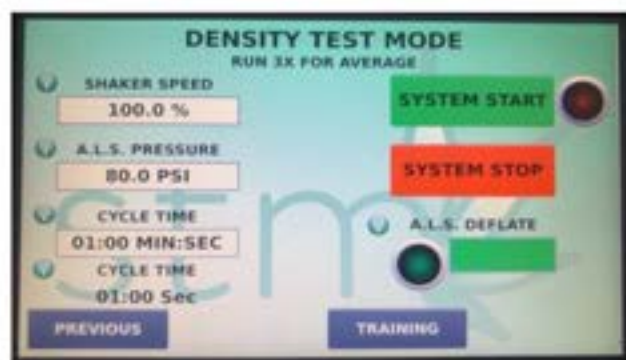 DENSITY TEST MODE
RUN 3X FOR AVERAGE
SHAKER SPEED
100.0 %
A.L.S. PRESSURE
80.0 PSI
CYCLE TIME
01:00 MIN:SEC
CYCLE TIME
01:00 Sec
PREVIOUS
SYSTEM START
SYSTEM STOP
A.L.S. DEFLATE
TRAINING
stm